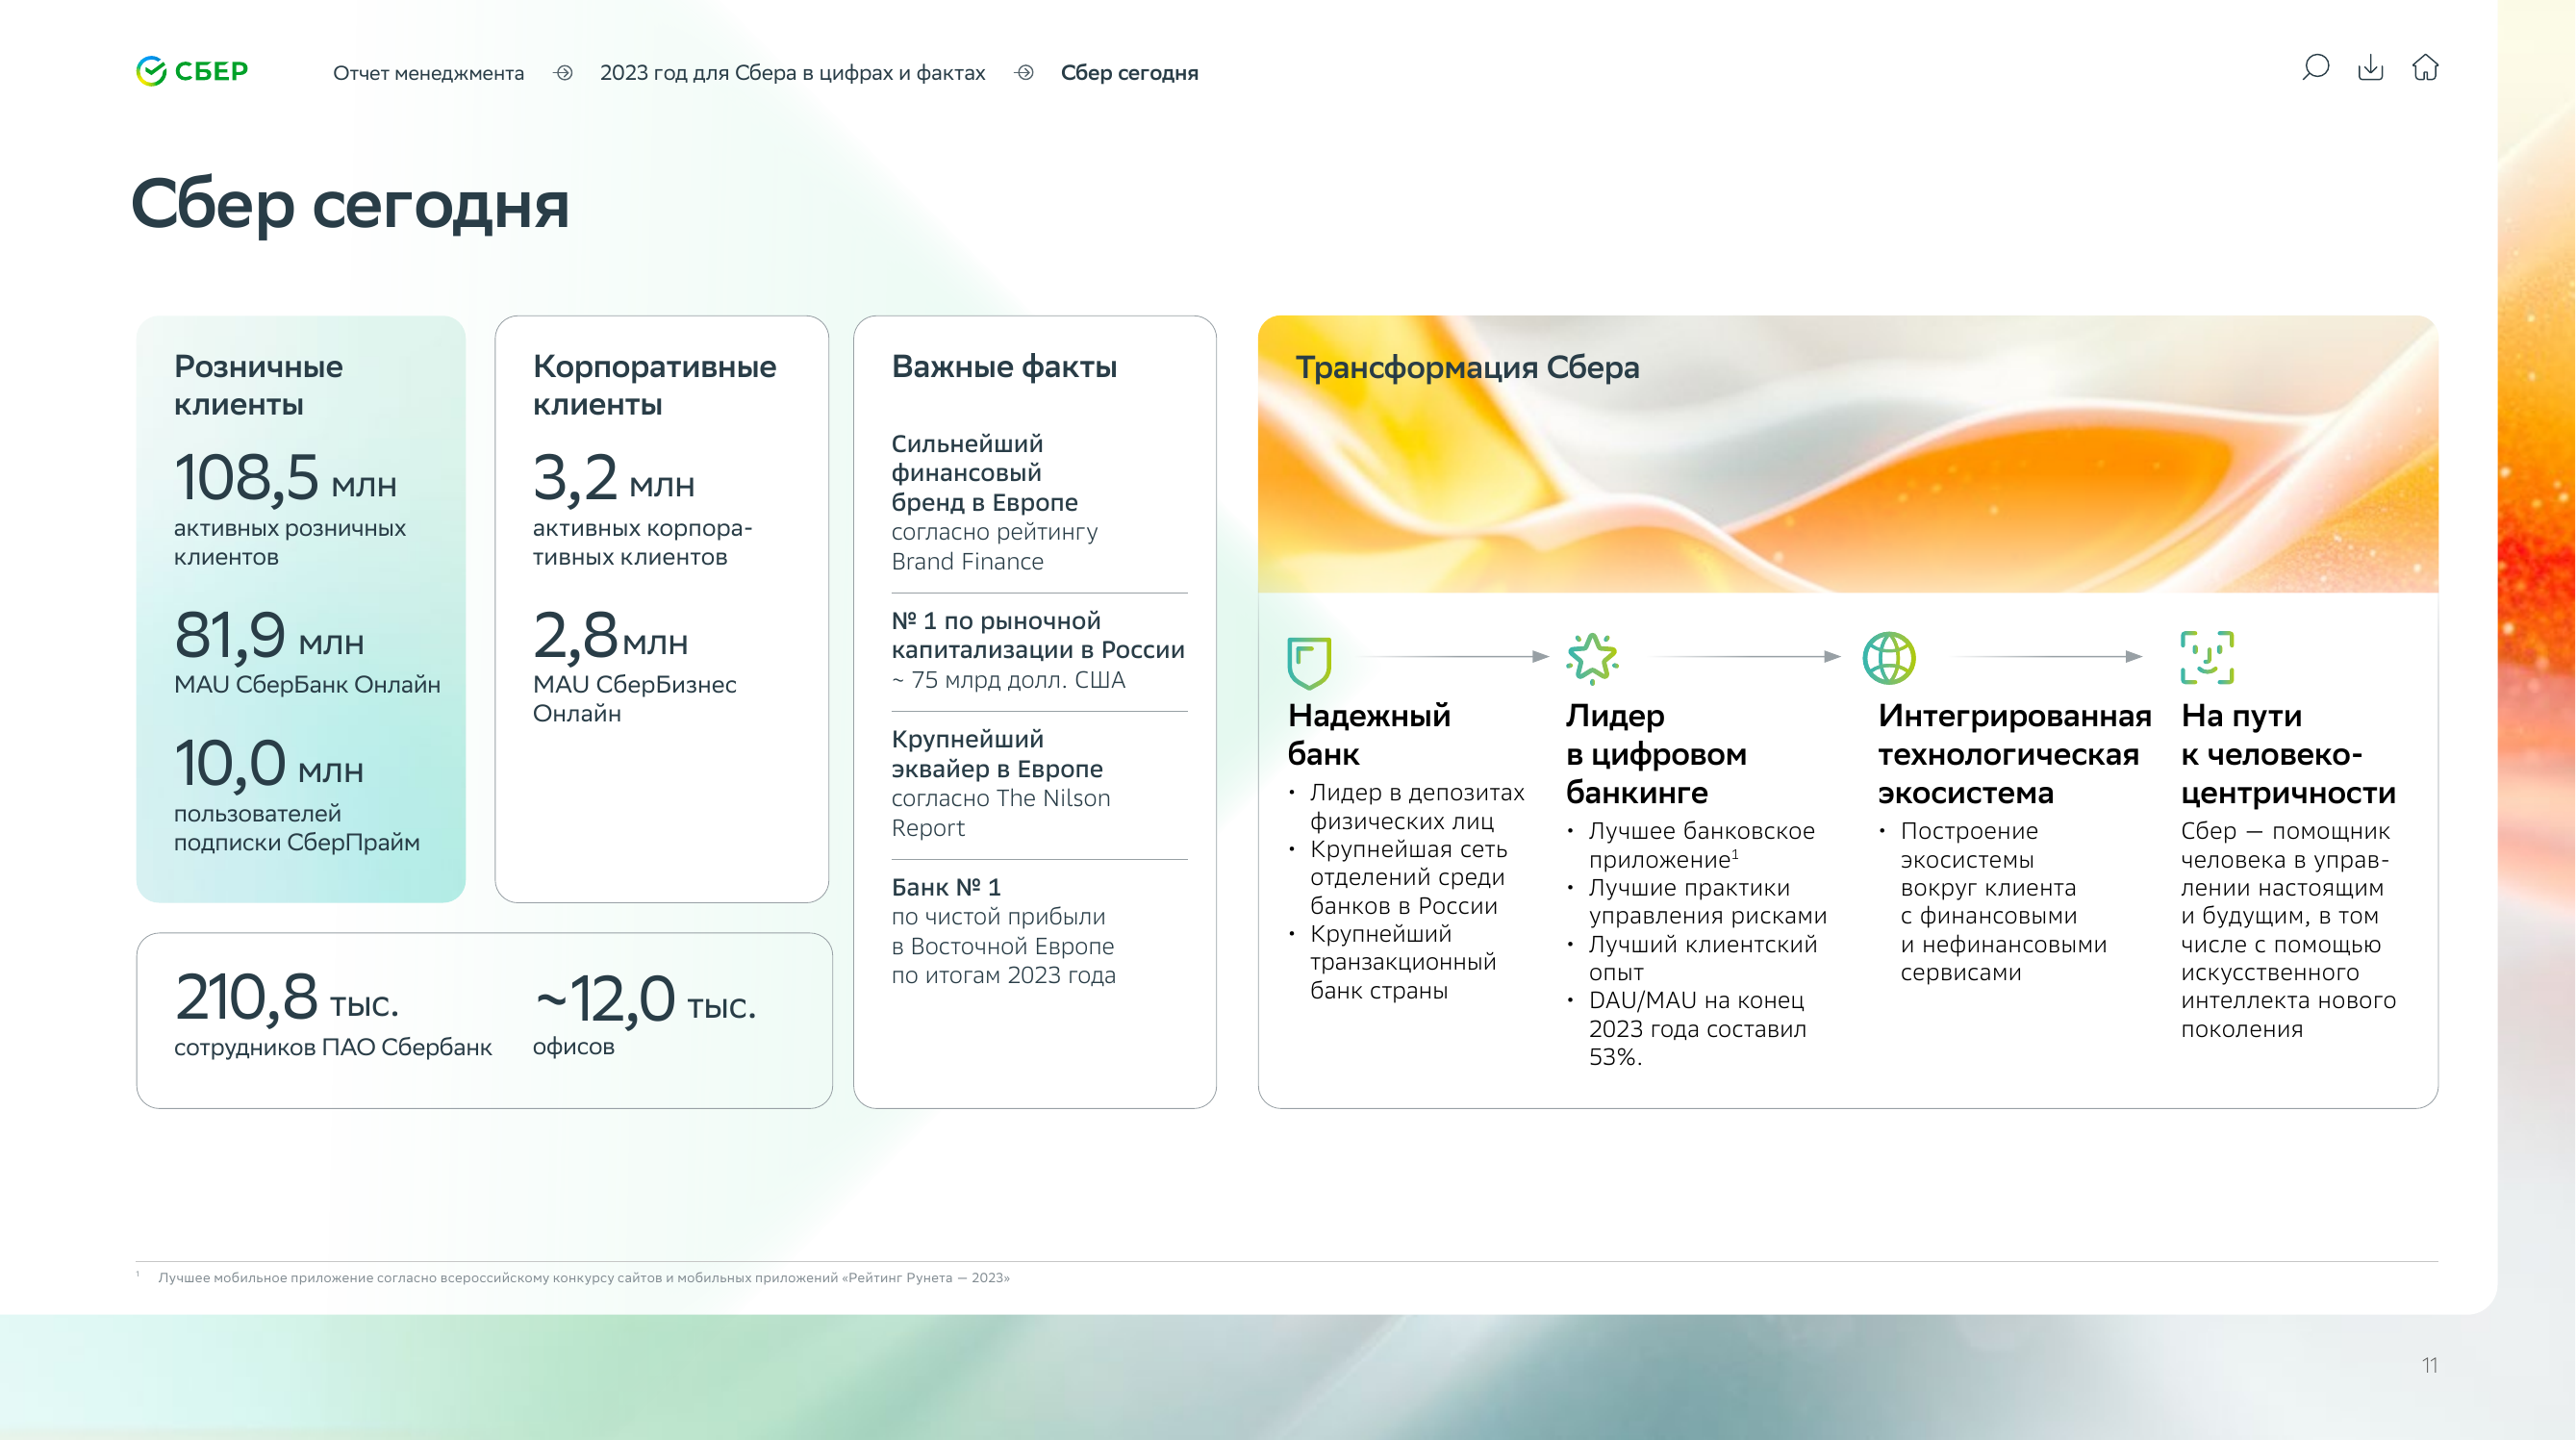 СБЕР
Отчет менеджмента
2023 год для Сбера в цифрах и фактах
Сбер сегодня
Сбер сегодня
Розничные
клиенты
108,5 млн
активных розничных
клиентов
81,9 млн
MAU СберБанк Онлайн
10,0 млн
пользователей
подписки СберПрайм
Корпоративные
клиенты
3,2 млн
активных корпора-
тивных клиентов
2,8 млн
MAU СберБизнес
Онлайн
210,8 тыс.
сотрудников ПАО Сбербанк
~12,0 тыс.
офисов
Важные факты
Сильнейший
финансовый
бренд в Европе
согласно рейтингу
Brand Finance
№ 1 по рыночной
капитализации в России
~ 75 млрд долл. США
Крупнейший
эквайер в Европе
согласно The Nilson
Report
Банк № 1
по чистой прибыли
в Восточной Европе
по итогам 2023 года
Трансформация Сбера
Надежный
банк
• Лидер в депозитах
физических лиц
• Крупнейшая сеть
отделений среди
банков в России
• Крупнейший
транзакционный
банк страны
Лидер
в цифровом
банкинге
• Лучшее банковское
приложение¹
• Лучшие практики
управления рисками
• Лучший клиентский
опыт
• DAU/MAU на конец
2023 года составил
53%.
Интегрированная
технологическая
экосистема
• Построение
экосистемы
вокруг клиента
с финансовыми
и нефинансовыми
сервисами
На пути
к человеко-
центричности
Сбер — помощник
человека в управ-
лении настоящим
и будущим, в том
числе с помощью
искусственного
интеллекта нового
поколения
¹ Лучшее мобильное приложение согласно всероссийскому конкурсу сайтов и мобильных приложений «Рейтинг Рунета — 2023»
11